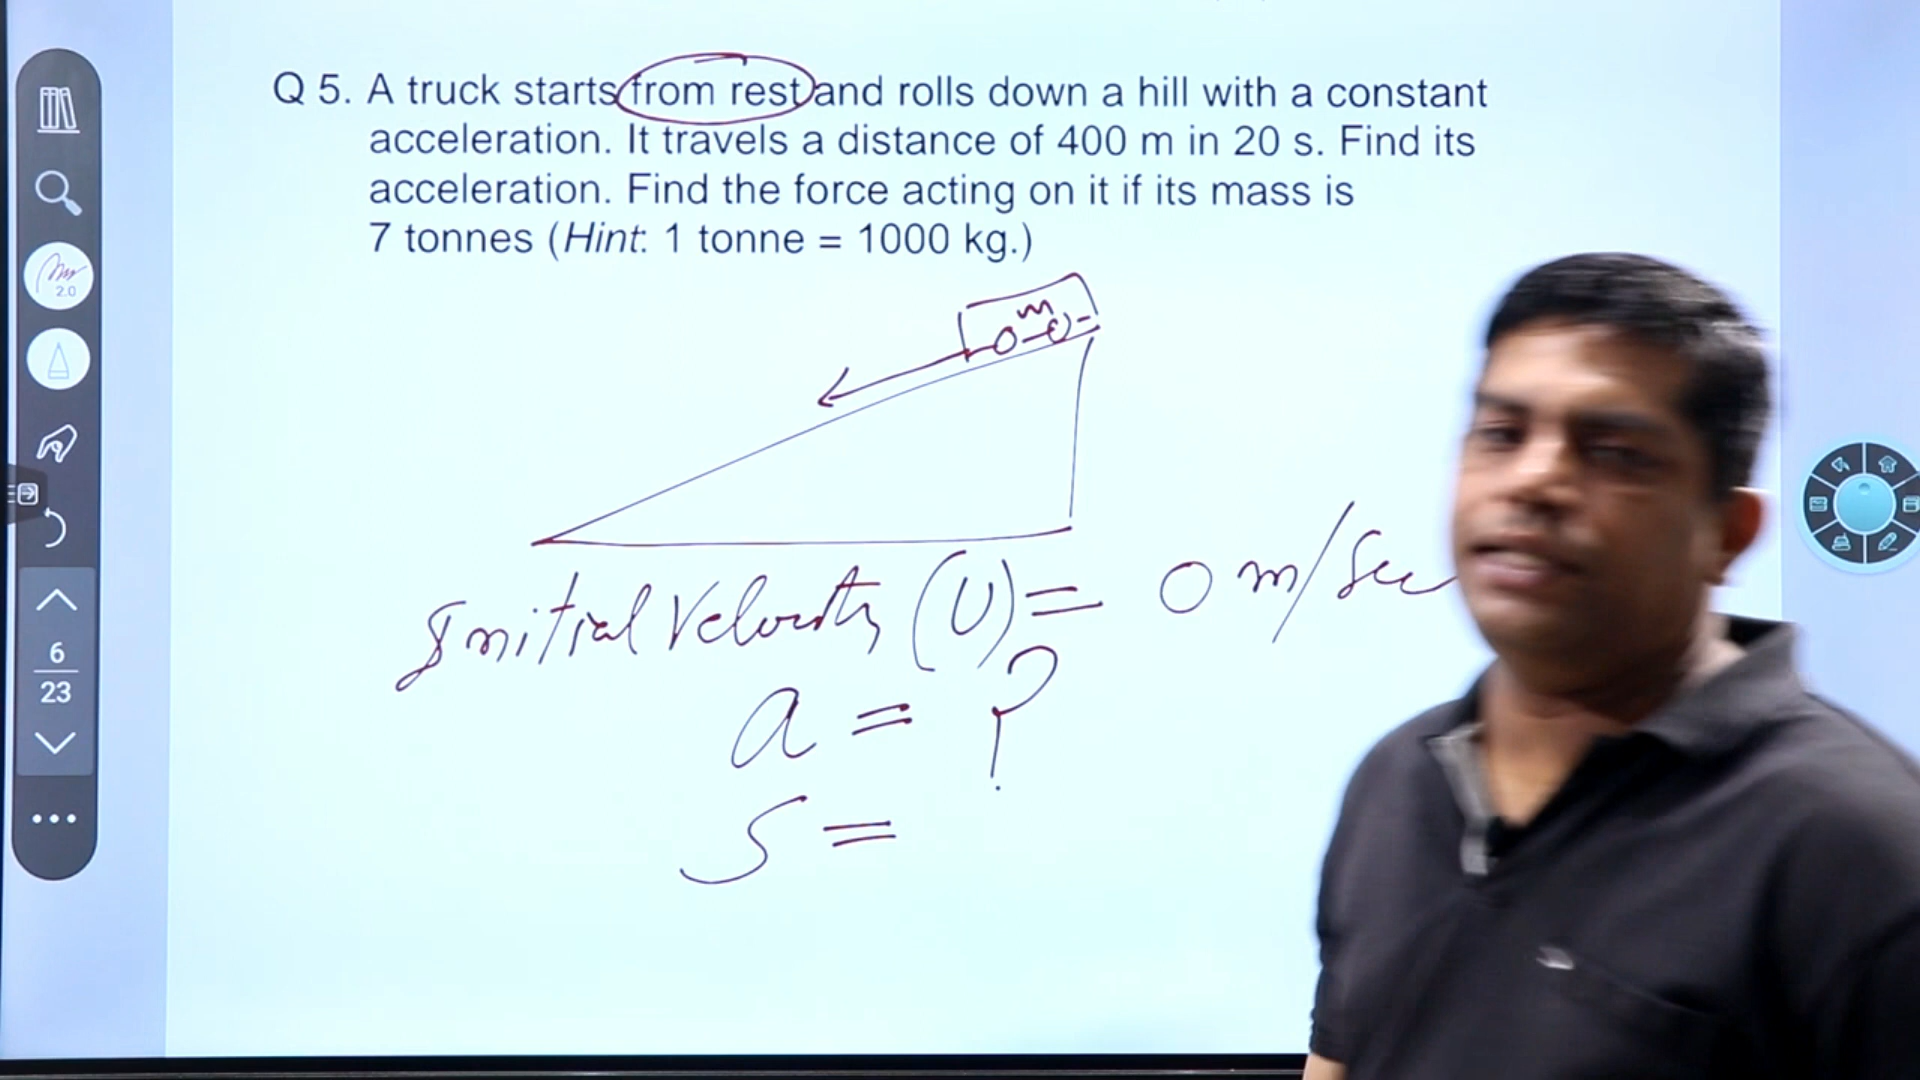 Q 5. A truck starts from rest and rolls down a hill with a constant
acceleration. It travels a distance of 400 m in 20 s. Find its
acceleration. Find the force acting on it if its mass is
7 tonnes (Hint: 1 tonne = 1000 kg.)
m
Initial Velocity (U) = 0 m/Sec
a = ?
S =
2.0
6
23